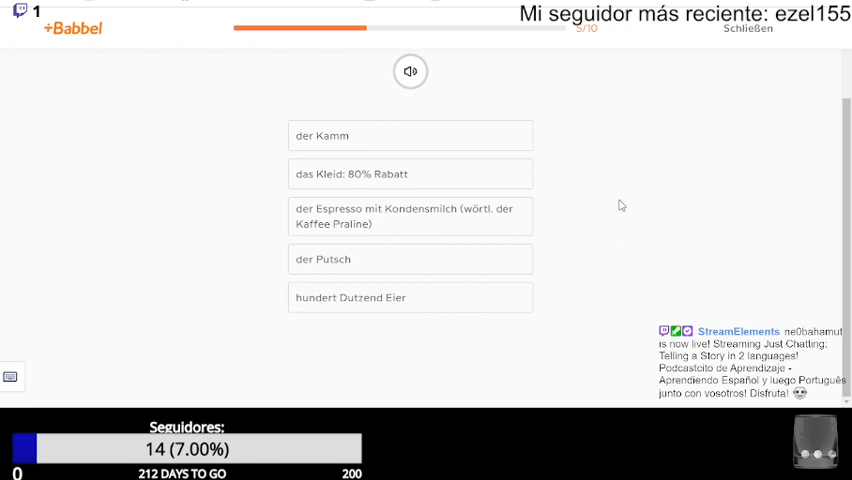 1
Mi seguidor más reciente: ezel155
+Babbel
5/10
Schließen
der Kamm
das Kleid: 80% Rabatt
der Espresso mit Kondensmilch (wörtl. der
Kaffee Praline)
der Putsch
hundert Dutzend Eier
StreamElements ne0bahamut
is now live! Streaming Just Chatting:
Telling a Story in 2 languages!
Podcastcito de Aprendizaje -
Aprendiendo Español y luego Português
junto con vosotros! Disfruta!
Seguidores:
14 (7.00%)
0
212 DAYS TO GO
200